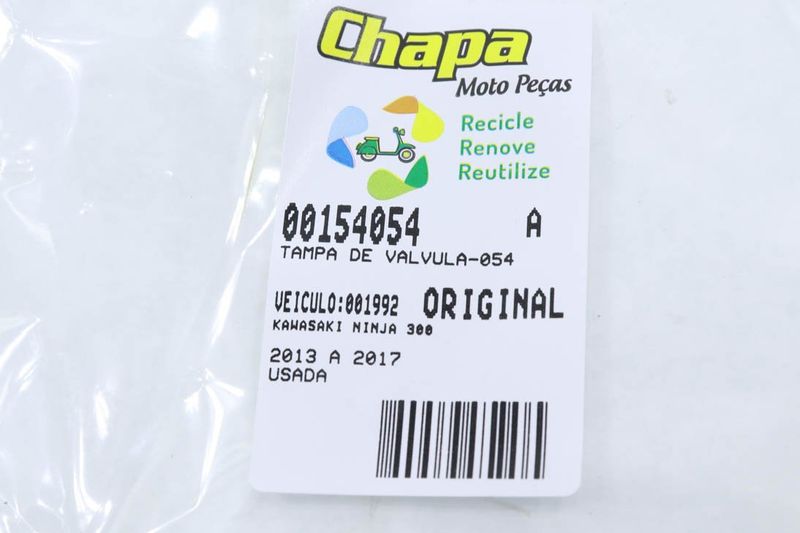 Chapa
Moto Peças
Recicle
Renove
Reutilize
00154054 A
TAMPA DE VALVULA-054
VEICULO:001992 ORIGINAL
KAWASAKI NINJA 300
2013 A 2017
USADA